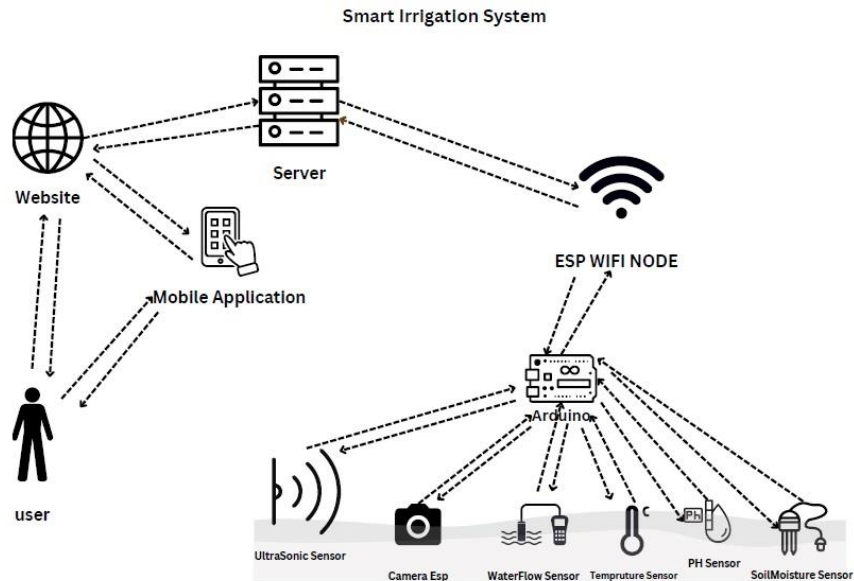 Smart Irrigation System
Server
Website
ESP WIFI NODE
Mobile Application
Arduino
user
C
Ph
UltraSonic Sensor
Camera Esp
WaterFlow Sensor
Tempruture Sensor
PH Sensor
SoilMoisture Sensor